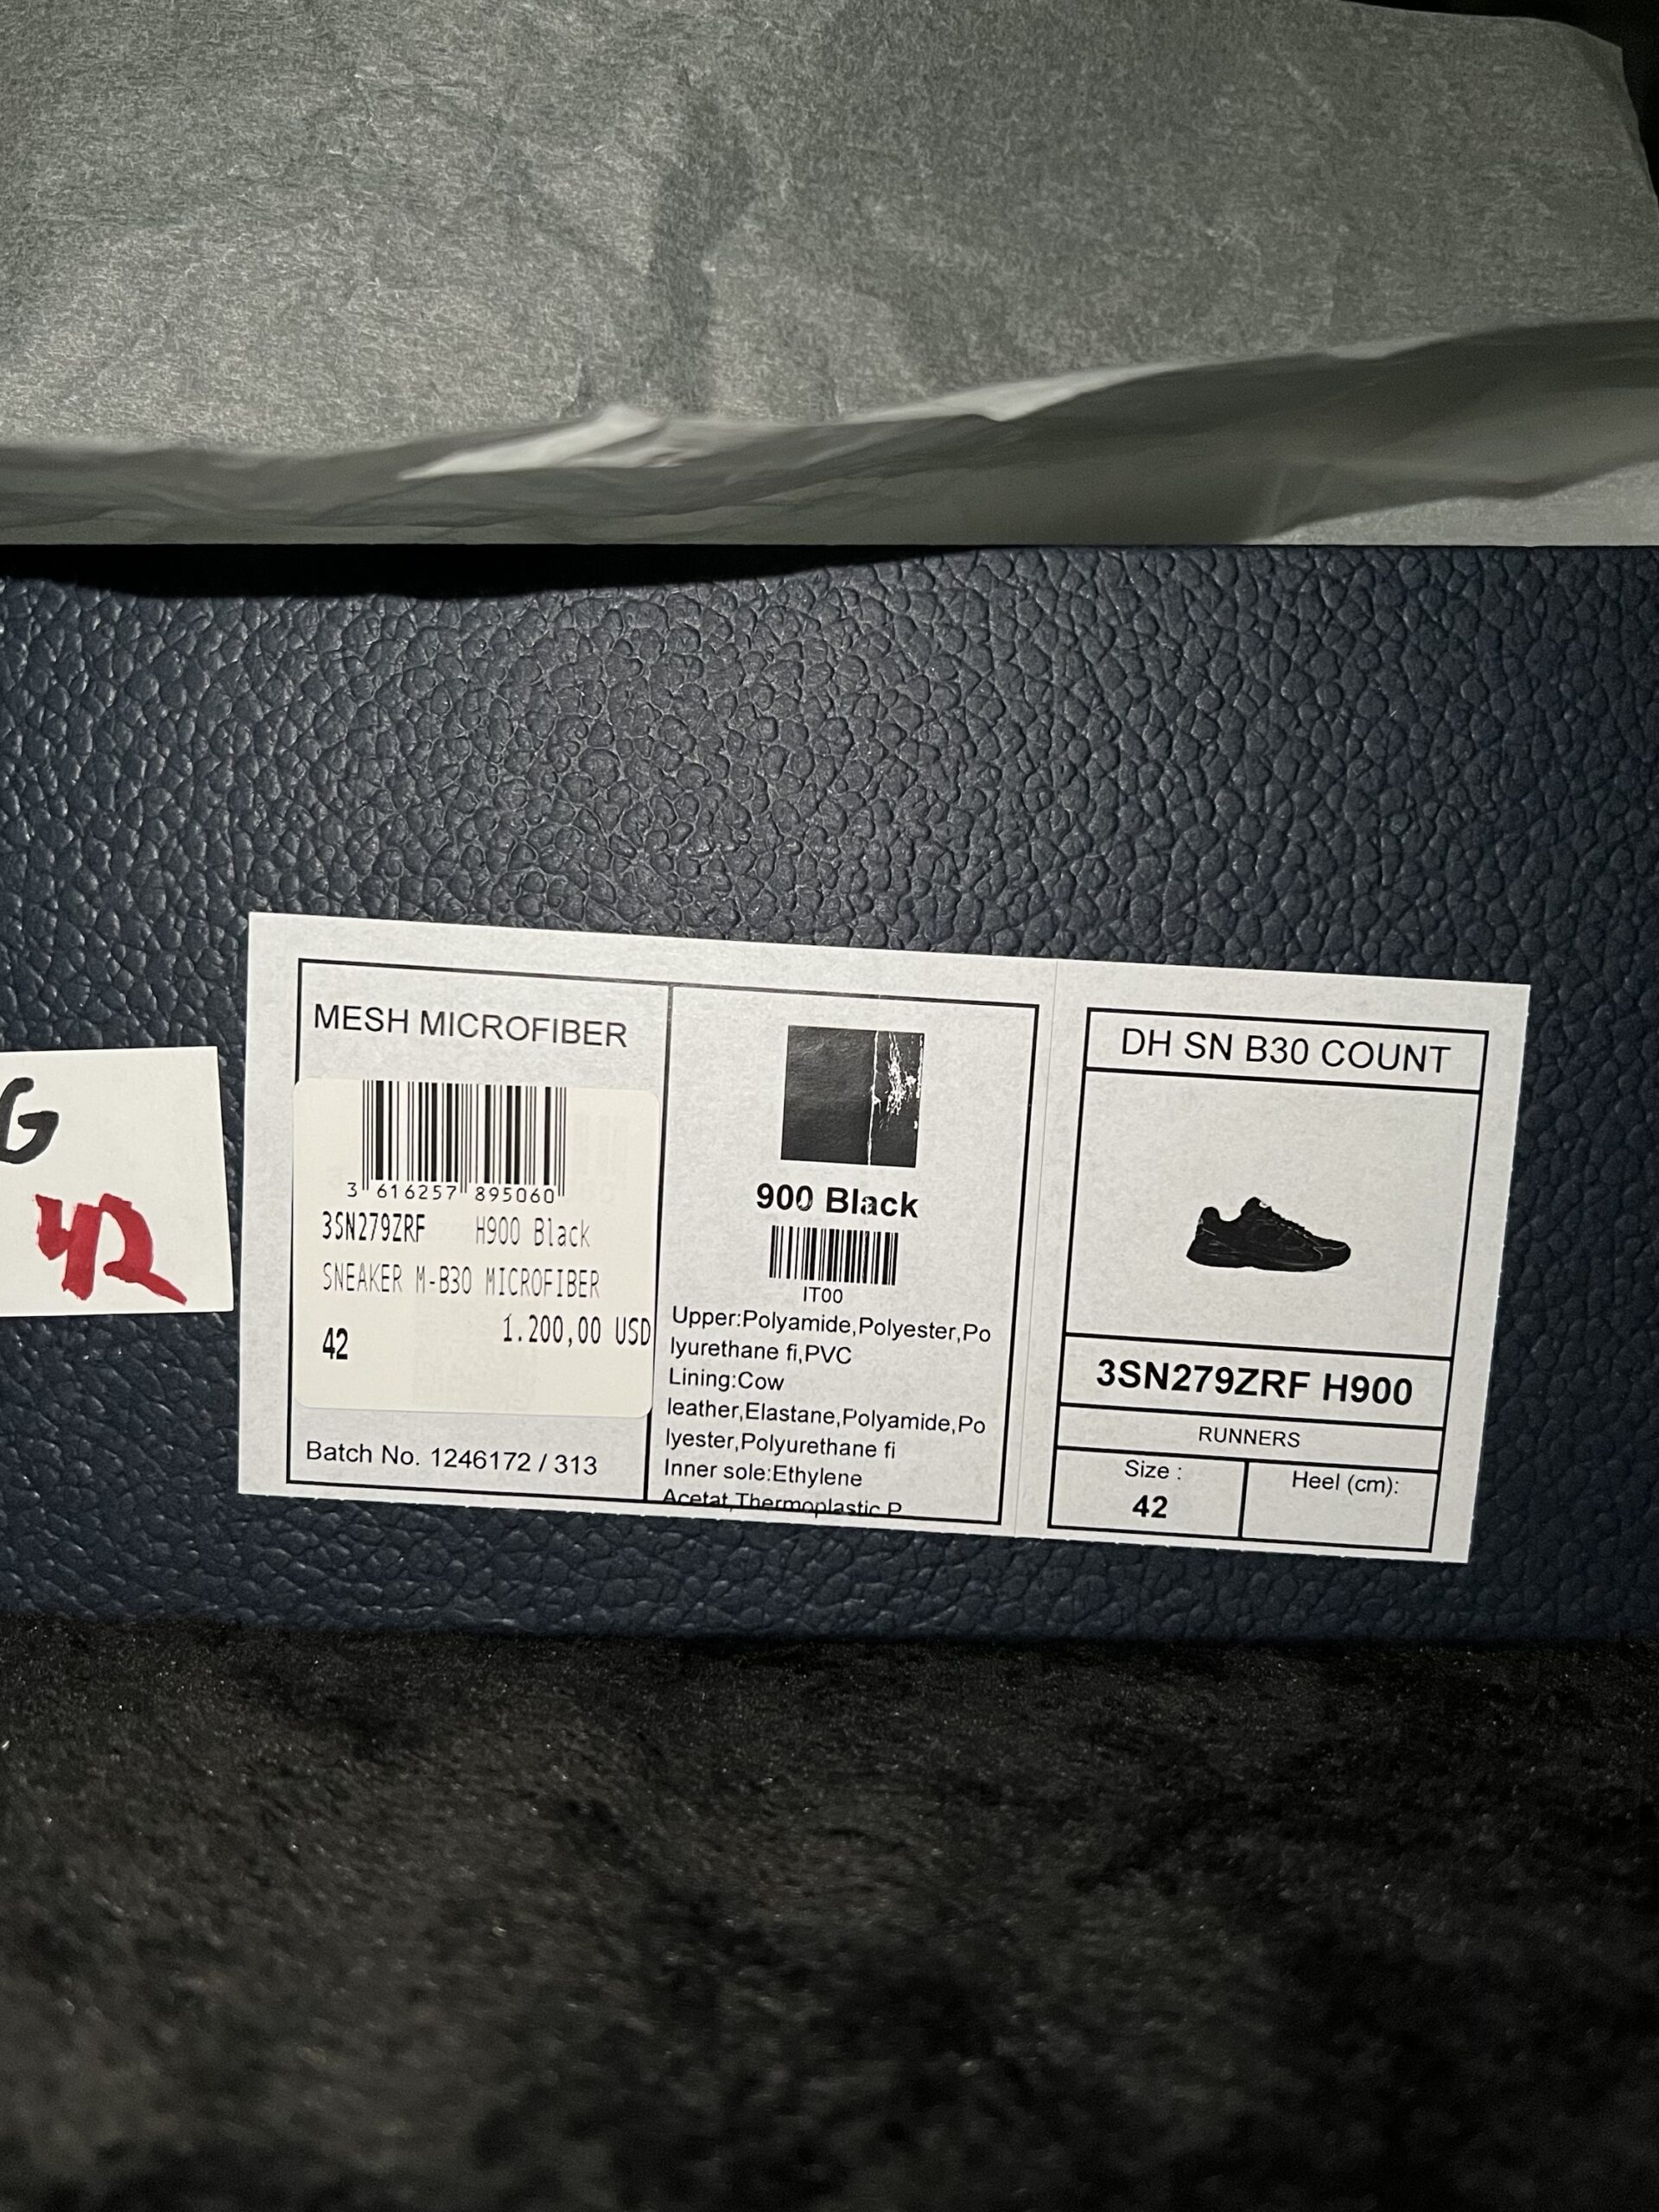 G
42
MESH MICROFIBER
3 616257 895060
3SN279ZRF H900 Black
SNEAKER M-B30 MICROFIBER
1.200,00 USD
42
Batch No. 1246172 / 313
900 Black
IT00
Upper:Polyamide,Polyester,Po
lyurethane fi,PVC
Lining:Cow
leather,Elastane,Polyamide,Po
lyester,Polyurethane fi
Inner sole:Ethylene
Acetat,Thermoplastic P
DH SN B30 COUNT
3SN279ZRF H900
RUNNERS
Size :
42
Heel (cm):